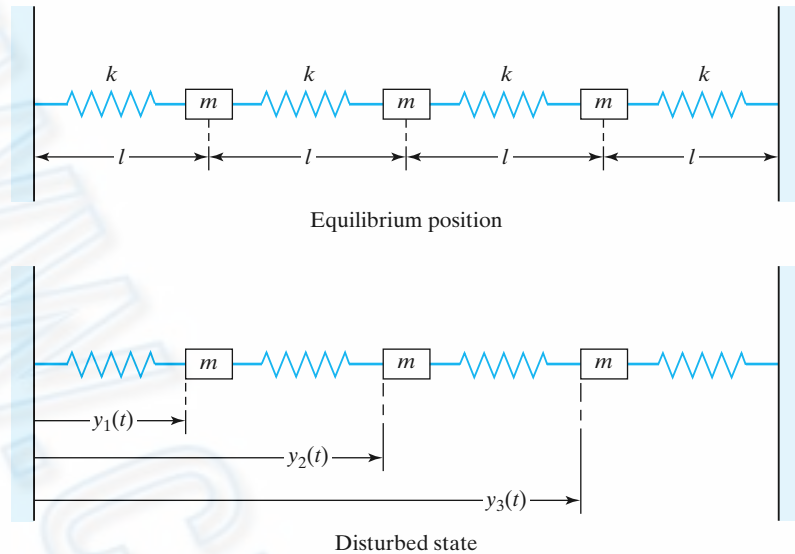 k k k k
m m m
l l l l
Equilibrium position
m m m
y₁(t)
y₂(t)
y₃(t)
Disturbed state